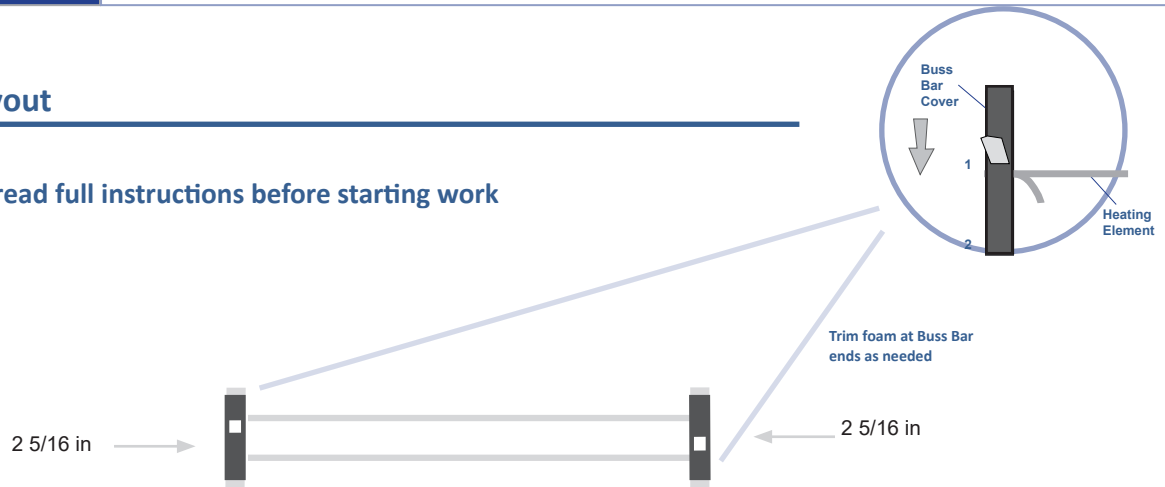 Buss
Bar
Cover
1
2
Heating
Element
read full instructions before starting work
Trim foam at Buss Bar
ends as needed
2 5/16 in
2 5/16 in